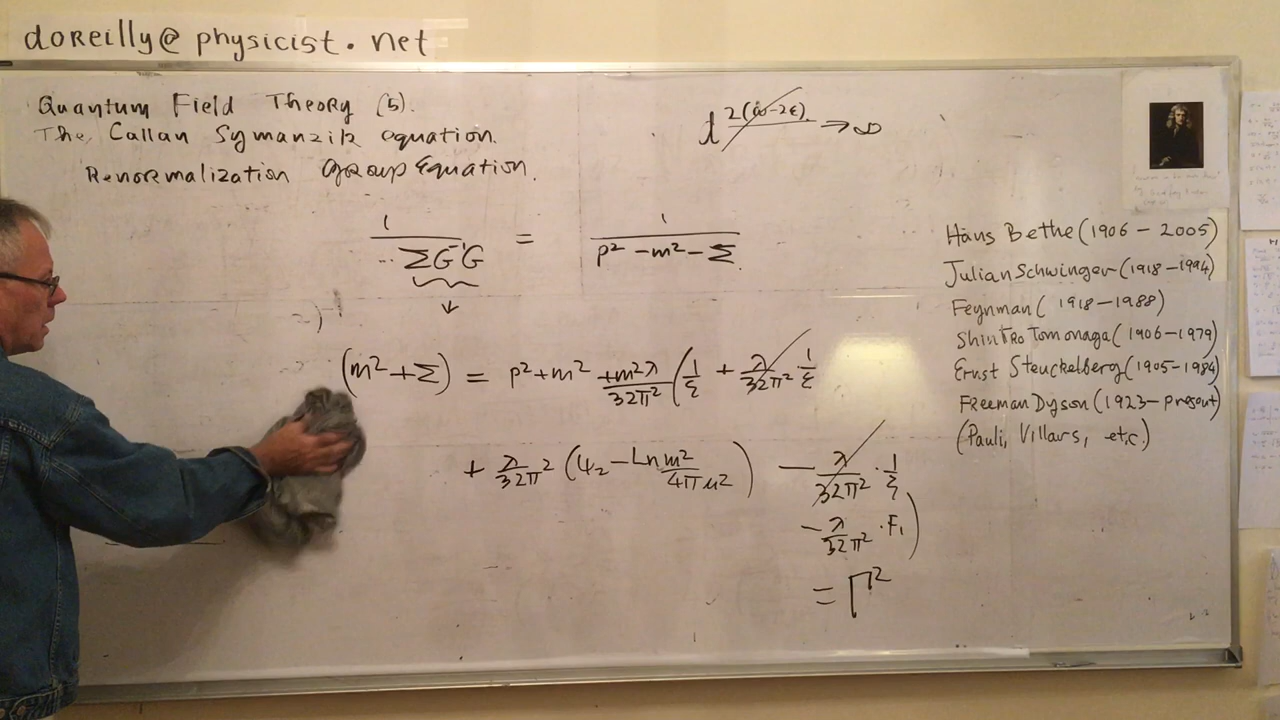 doreilly@physicist.net
Quantum Field Theory (5).
The Callan Symanzik equation.
Renormalization Group Equation.
d^{2(ω-2ε)} → ∞
1/(·· ΣG⁻¹G) = 1/(p² - m² - Σ)
(m² + Σ) = p² + m² + m²λ/32π² (1/ε + λ/32π² · 1/ε
+ λ/32π² (ψ₂ - Ln m²/4πμ²) - λ/32π² · 1/ε
- λ/32π² · F₁)
= Γ²
Hans Bethe (1906 - 2005)
Julian Schwinger (1918 - 1994)
Feynman (1918 - 1988)
Shintro Tomonaga (1906 - 1979)
Ernst Steuckelberg (1905 - 1984)
Freeman Dyson (1923 - present)
(Pauli, Villars, etc.)